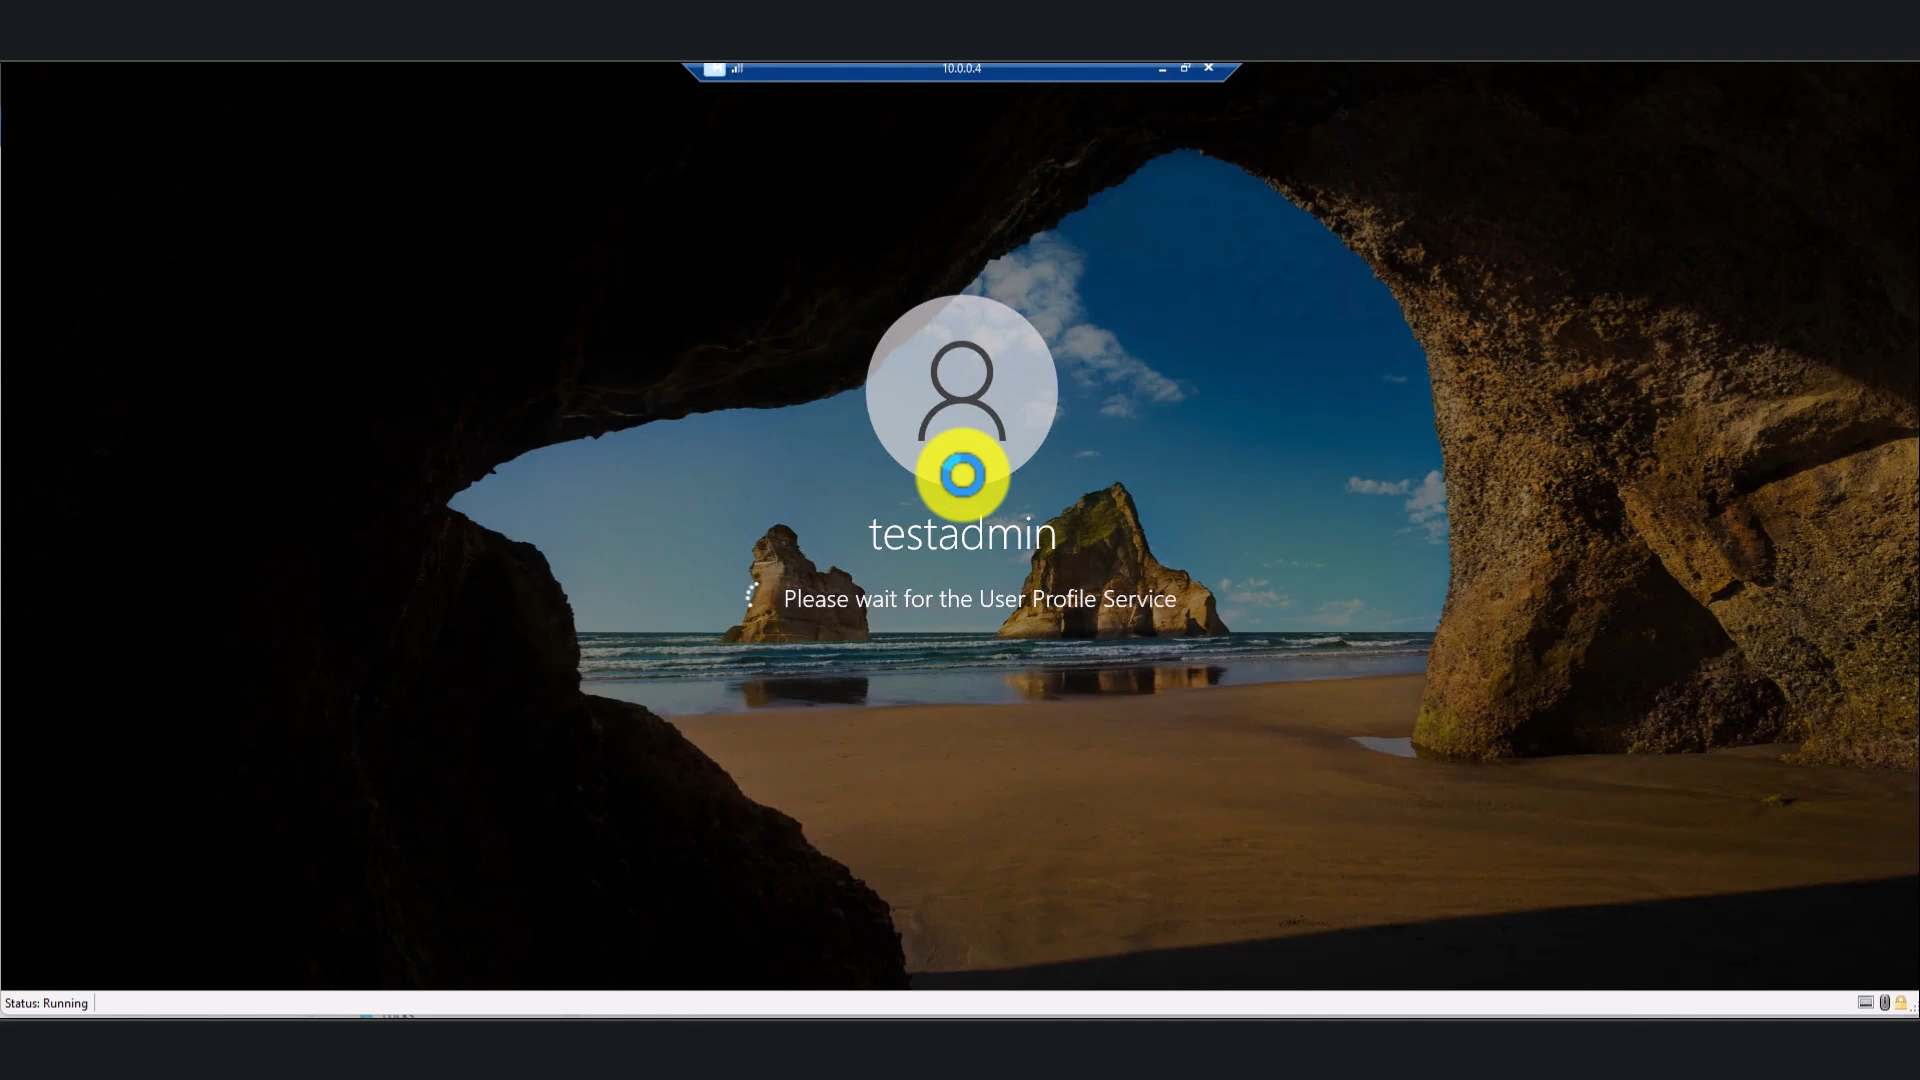 10.0.0.4
testadmin
Please wait for the User Profile Service
Status: Running